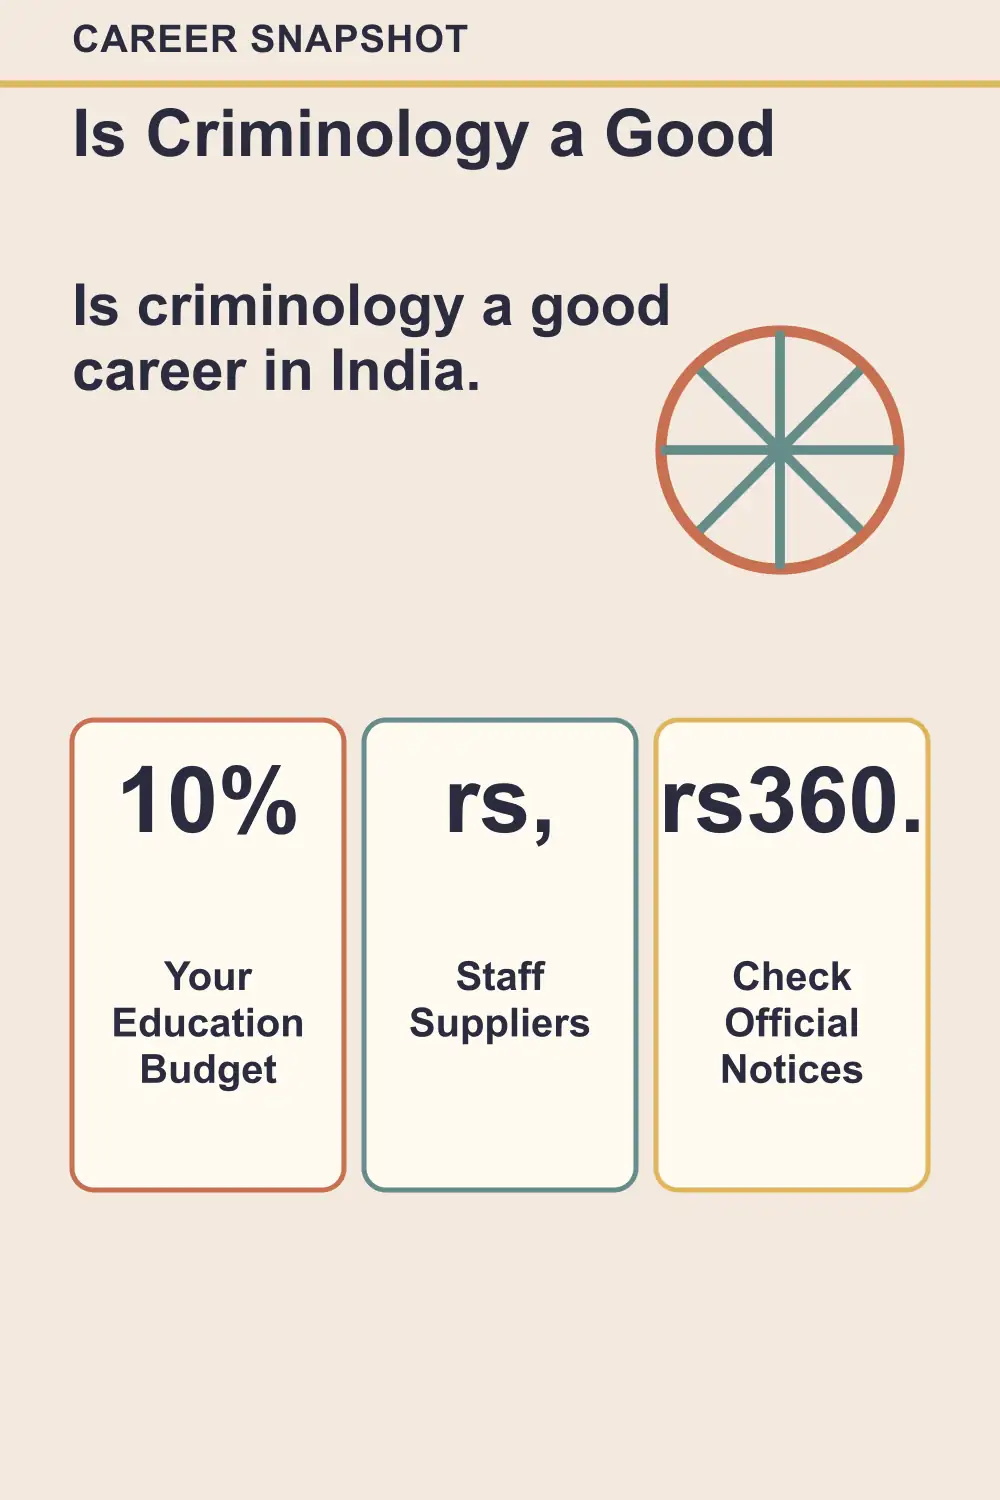 CAREER SNAPSHOT
Is Criminology a Good
Is criminology a good
career in India.
10%
Your
Education
Budget
rs,
Staff
Suppliers
rs360.
Check
Official
Notices